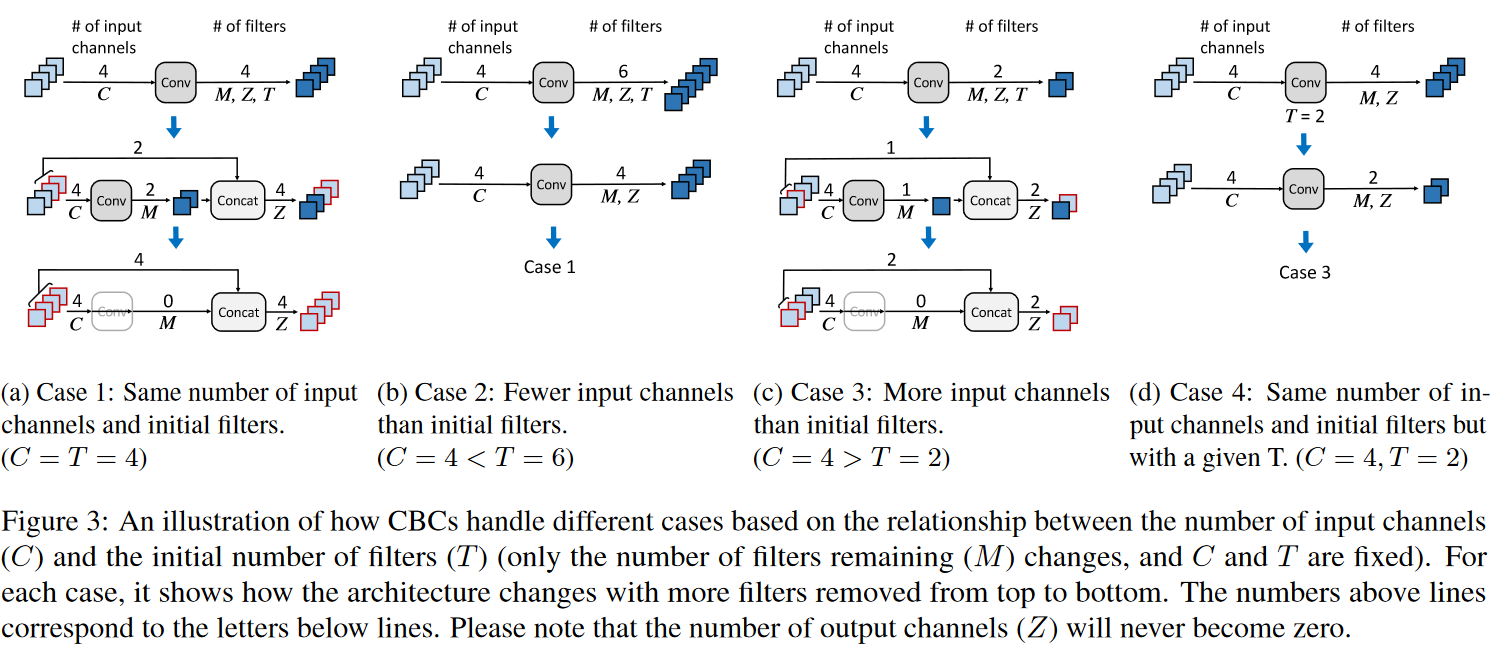 # of input channels
# of filters
4
C
Conv
4
M, Z, T
2
4
C
Conv
2
M
Concat
4
Z
4
4
C
Conv
0
M
Concat
4
Z
(a) Case 1: Same number of input
channels and initial filters.
(C = T = 4)
# of input channels
# of filters
4
C
Conv
6
M, Z, T
4
C
Conv
4
M, Z
Case 1
(b) Case 2: Fewer input channels
than initial filters.
(C = 4 < T = 6)
# of input channels
# of filters
4
C
Conv
2
M, Z, T
1
4
C
Conv
1
M
Concat
2
Z
2
4
C
Conv
0
M
Concat
2
Z
(c) Case 3: More input channels
than initial filters.
(C = 4 > T = 2)
# of input channels
# of filters
4
C
Conv
T = 2
4
M, Z
4
C
Conv
2
M, Z
Case 3
(d) Case 4: Same number of in-
put channels and initial filters but
with a given T. (C = 4, T = 2)
Figure 3: An illustration of how CBCs handle different cases based on the relationship between the number of input channels
(C) and the initial number of filters (T) (only the number of filters remaining (M) changes, and C and T are fixed). For
each case, it shows how the architecture changes with more filters removed from top to bottom. The numbers above lines
correspond to the letters below lines. Please note that the number of output channels (Z) will never become zero.